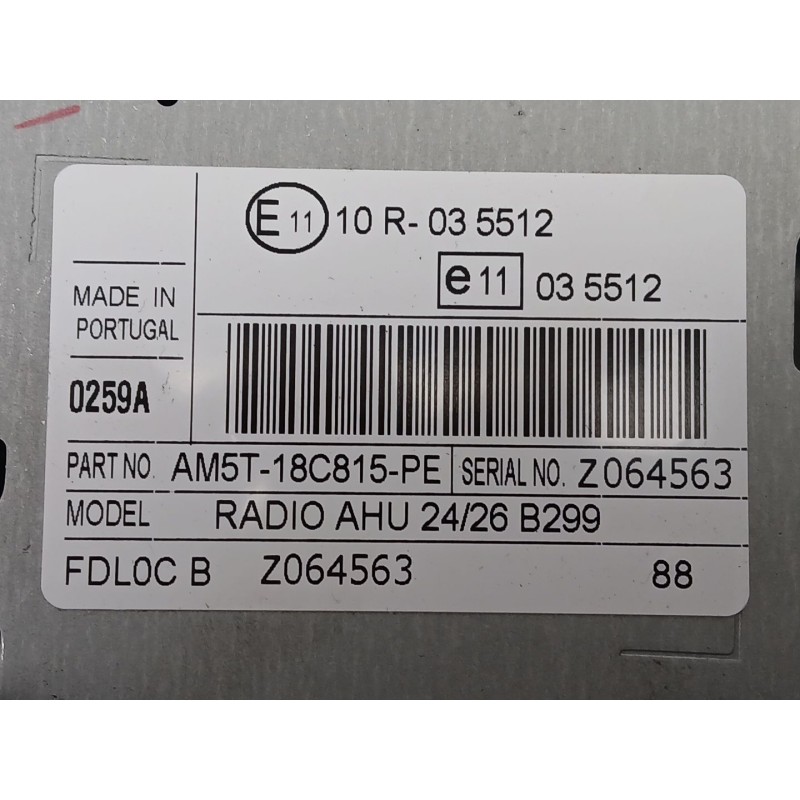 E 11 10 R- 03 5512
e 11 03 5512
MADE IN
PORTUGAL
0259A
PART NO. AM5T-18C815-PE SERIAL NO. Z064563
MODEL RADIO AHU 24/26 B299
FDL0C B Z064563 88